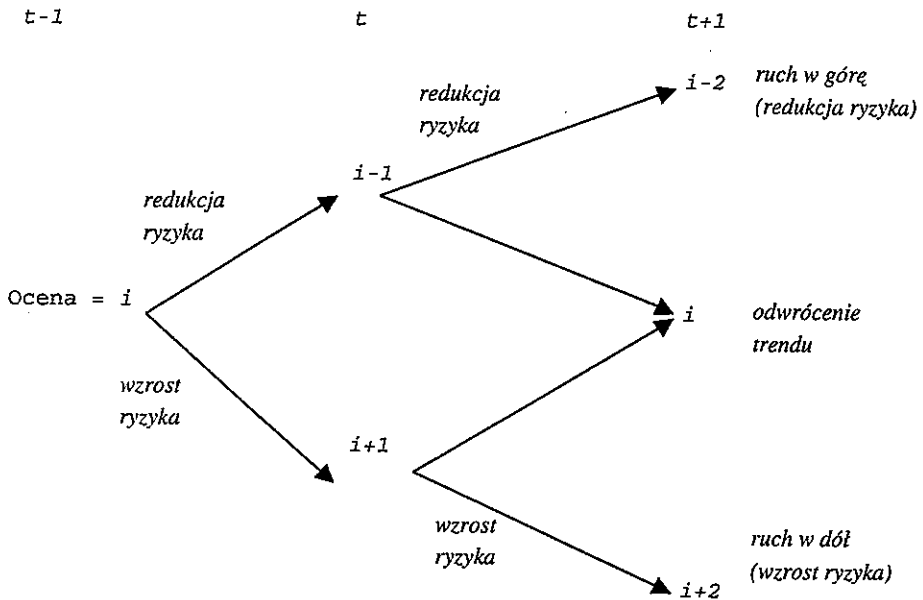 t-1 t t+1
i-2 ruch w górę
(redukcja ryzyka)
redukcja
ryzyka
i-1
redukcja
ryzyka
Ocena = i
i odwrócenie
trendu
wzrost
ryzyka
i+1
wzrost
ryzyka
ruch w dół
i+2 (wzrost ryzyka)